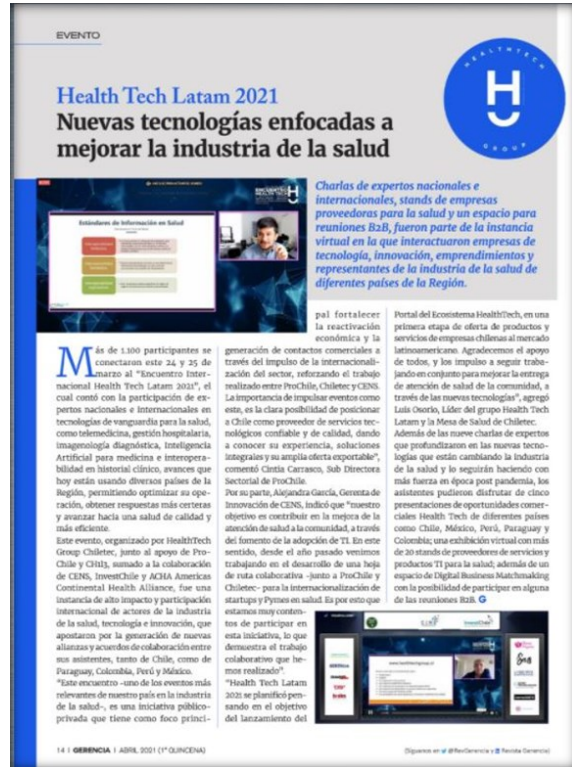 EVENTO
HEALTHTECH
GROUP
Health Tech Latam 2021
Nuevas tecnologías enfocadas a
mejorar la industria de la salud
Estándares de Información en Salud
Charlas de expertos nacionales e
internacionales, stands de empresas
proveedoras para la salud y un espacio para
reuniones B2B, fueron parte de la instancia
virtual en la que interactuaron empresas de
tecnología, innovación, emprendimientos y
representantes de la industria de la salud de
diferentes países de la Región.
Más de 1.100 participantes se
conectaron este 24 y 25 de
marzo al "Encuentro Inter-
nacional Health Tech Latam 2021", el
cual contó con la participación de ex-
pertos nacionales e internacionales en
tecnologías de vanguardia para la salud,
como telemedicina, gestión hospitalaria,
imagenología diagnóstica, Inteligencia
Artificial para medicina e interopera-
bilidad en historial clínico, avances que
hoy están usando diversos países de la
Región, permitiendo optimizar su ope-
ración, obtener respuestas más certeras
y avanzar hacia una salud de calidad y
más eficiente.
Este evento, organizado por HealthTech
Group Chiletec, junto al apoyo de Pro-
Chile y CH113, sumado a la colaboración
de CENS, InvestChile y ACHA Americas
Continental Health Alliance, fue una
instancia de alto impacto y participación
internacional de actores de la industria
de la salud, tecnología e innovación, que
apostaron por la generación de nuevas
alianzas y acuerdos de colaboración entre
sus asistentes, tanto de Chile, como de
Paraguay, Colombia, Perú y México.
"Este encuentro -uno de los eventos más
relevantes de nuestro país en la industria
de la salud-, es una iniciativa público-
privada que tiene como foco princi-
pal fortalecer
la reactivación
económica y la
generación de contactos comerciales a
través del impulso de la internacionali-
zación del sector, reforzando el trabajo
realizado entre ProChile, Chiletec y CENS.
La importancia de impulsar eventos como
este, es la clara posibilidad de posicionar
a Chile como proveedor de servicios tec-
nológicos confiable y de calidad, dando
a conocer su experiencia, soluciones
integrales y su amplia oferta exportable",
comentó Cintia Carrasco, Sub Directora
Sectorial de ProChile.
Por su parte, Alejandra García, Gerenta de
Innovación de CENS, indicó que "nuestro
objetivo es contribuir en la mejora de la
atención de salud a la comunidad, a través
del fomento de la adopción de TI. En este
sentido, desde el año pasado venimos
trabajando en el desarrollo de una hoja
de ruta colaborativa -junto a ProChile y
Chiletec- para la internacionalización de
startups y Pymes en salud. Es por esto que
estamos muy conten-
tos de participar en
esta iniciativa, lo que
demuestra el trabajo
colaborativo que he-
mos realizado".
"Health Tech Latam
2021 se planificó pen-
sando en el objetivo
del lanzamiento del
Portal del Ecosistema HealthTech, en una
primera etapa de oferta de productos y
servicios de empresas chilenas al mercado
latinoamericano. Agradecemos el apoyo
de todos, y los impulso a seguir traba-
jando en conjunto para mejorar la entrega
de atención de salud de la comunidad, a
través de las nuevas tecnologías", agregó
Luis Osorio, Líder del grupo Health Tech
Latam y la Mesa de Salud de Chiletec.
Además de las nueve charlas de expertos
que profundizaron en las nuevas tecno-
logías que están cambiando la industria
de la salud y lo seguirán haciendo con
más fuerza en época post pandemia, los
asistentes pudieron disfrutar de cinco
presentaciones de oportunidades comer-
ciales Health Tech de diferentes países
como Chile, México, Perú, Paraguay y
Colombia; una exhibición virtual con más
de 20 stands de proveedores de servicios y
productos TI para la salud; además de un
espacio de Digital Business Matchmaking
con la posibilidad de participar en alguna
de las reuniones B2B. G
14 I GERENCIA I ABRIL 2021 (1ª QUINCENA)
(Síguenos en @RevGerencia y Revista Gerencia)